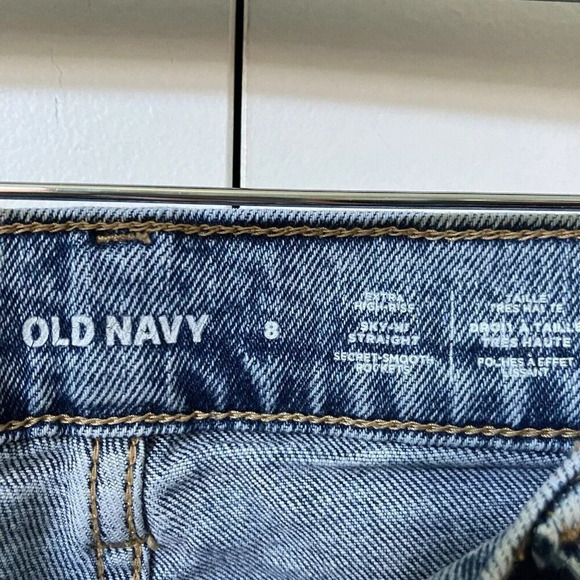 OLD NAVY
8
EXTRA
HIGH-RISE
SKY-HI
STRAIGHT
SECRET-SMOOTH
POCKETS
TAILLE
TRÈS HAUTE
DROIT À TAILLE
TRÈS HAUTE
POCHES À EFFET
LISSANT